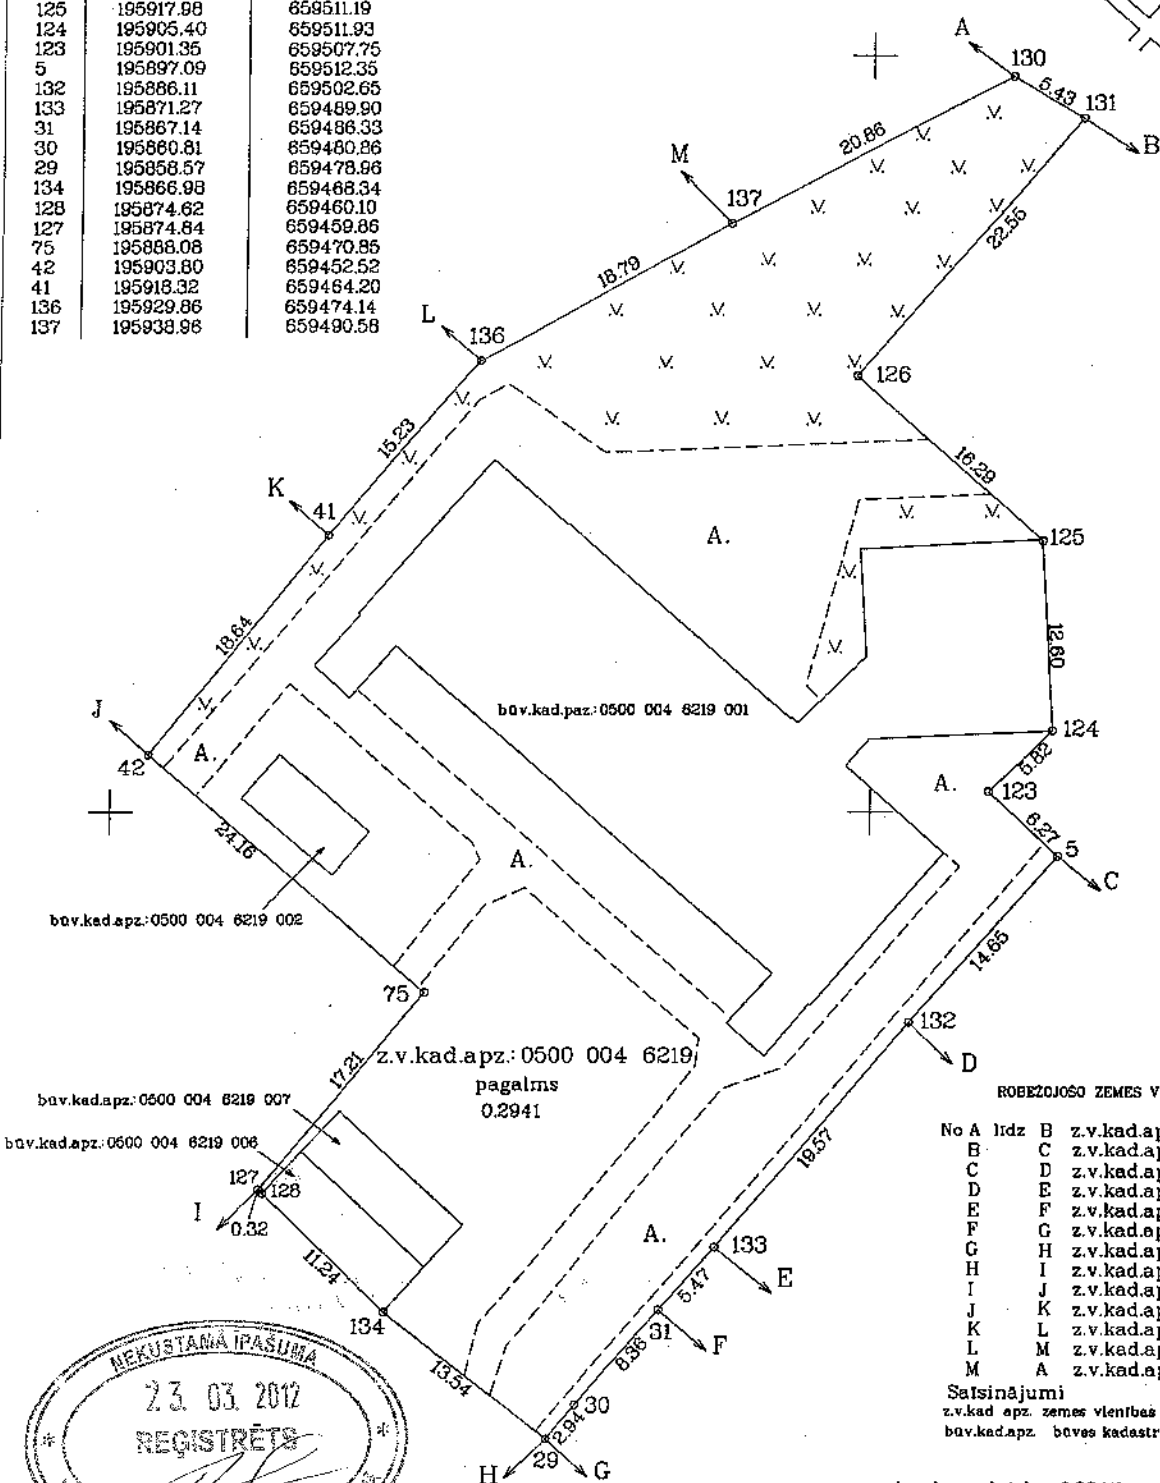 125 195917.98 659511.19
124 195905.40 659511.93
123 195901.35 659507.75
5 195897.09 659512.35
132 195886.11 659502.65
133 195871.27 659489.90
31 195867.14 659486.33
30 195860.81 659480.86
29 195858.57 659478.96
134 195866.98 659468.34
128 195874.62 659460.10
127 195874.84 659459.86
75 195888.08 659470.85
42 195903.80 659452.52
41 195918.32 659464.20
136 195929.86 659474.14
137 195938.96 659490.58
A
130
5.43
131
B
20.86
M
137
22.56
18.79
L
136
126
15.23
16.29
K
41
A.
125
18.64
12.60
J
būv.kad.paz.:0500 004 6219 001
42
A.
124
5.82
A.
123
24.16
6.27
5
A.
C
būv.kad.apz.:0500 004 6219 002
14.65
75
132
z.v.kad.apz.:0500 004 6219
D
17.21
pagalms
0.2941
būv.kad.apz.:0500 004 6219 007
būv.kad.apz.:0500 004 6219 006
19.57
127
128
I
0.32
A.
133
11.24
E
5.47
134
31
F
8.36
13.54
30
2.94
29
H
G
ROBEŽOJOŠO ZEMES V
No A līdz B z.v.kad.ap
B C z.v.kad.ap
C D z.v.kad.ap
D E z.v.kad.ap
E F z.v.kad.ap
F G z.v.kad.ap
G H z.v.kad.ap
H I z.v.kad.ap
I J z.v.kad.ap
J K z.v.kad.ap
K L z.v.kad.ap
L M z.v.kad.ap
M A z.v.kad.ap
Saīsinājumi
z.v.kad apz. zemes vienības
būv.kad.apz. būves kadastr
NEKUSTAMĀ ĪPAŠUMA
23. 03. 2012
REĢISTRĒTS